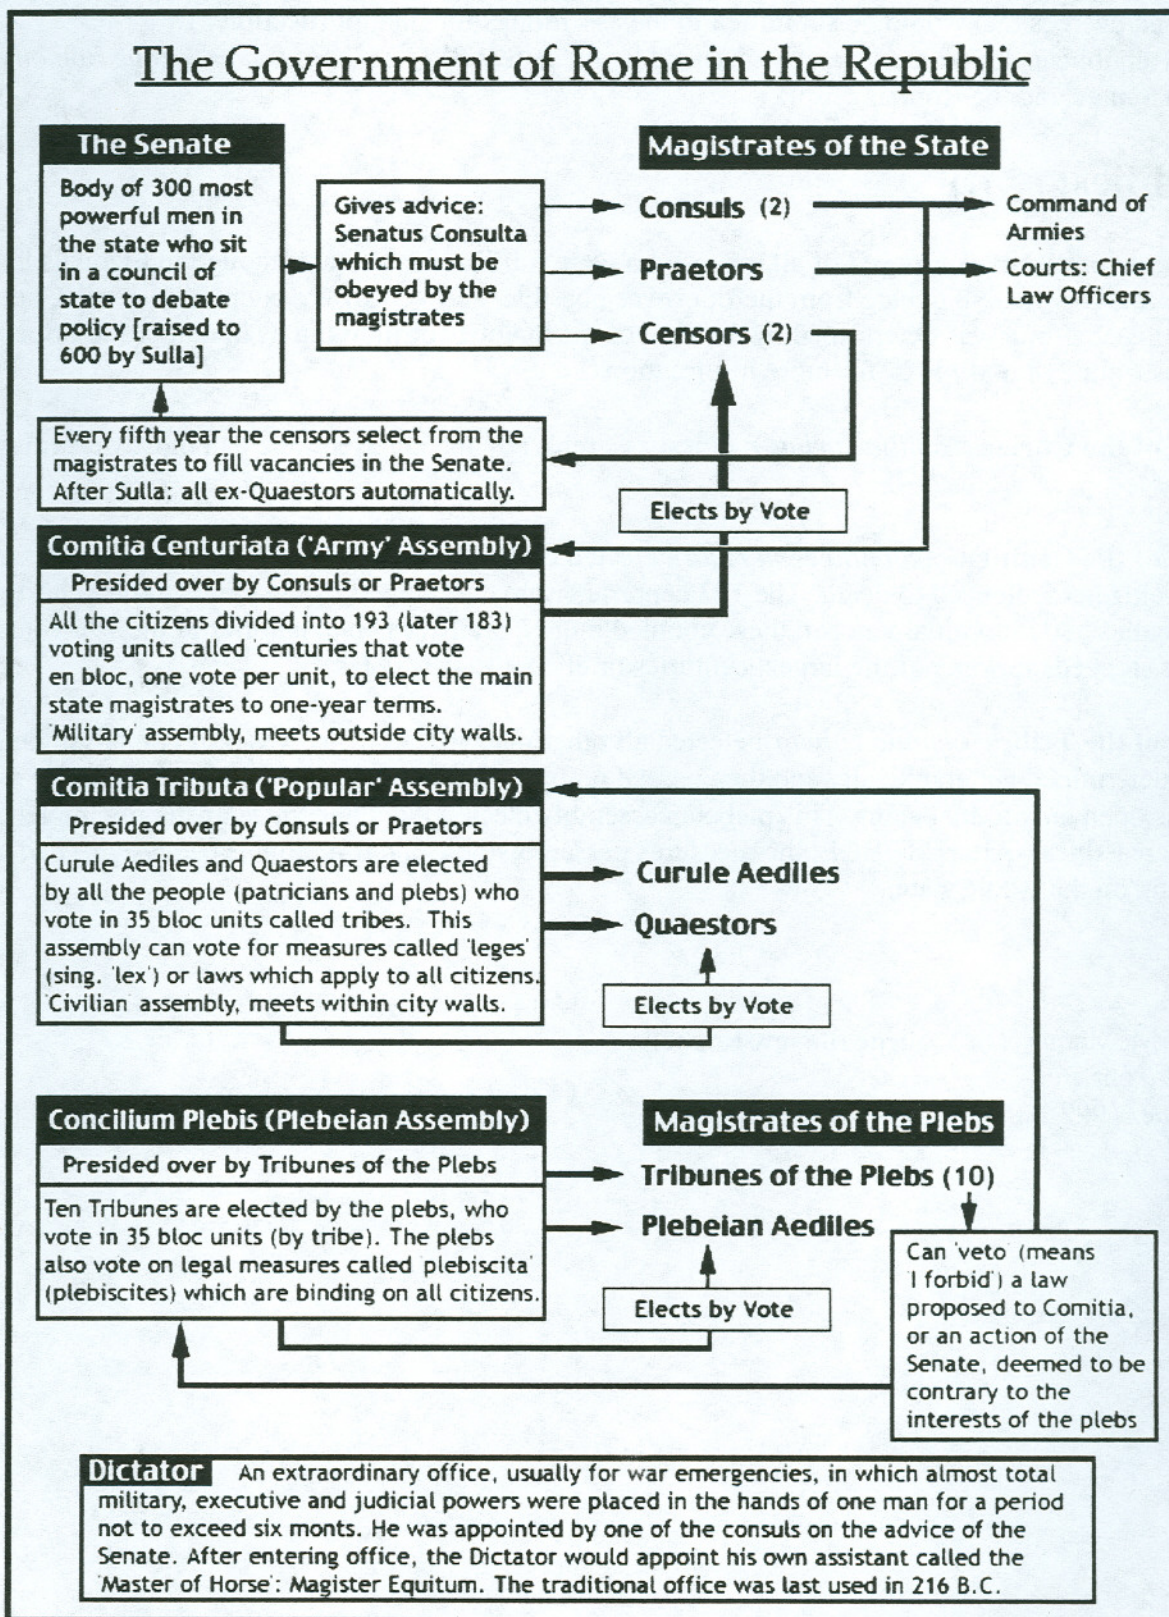 The Government of Rome in the Republic
The Senate
Body of 300 most
powerful men in
the state who sit
in a council of
state to debate
policy [raised to
600 by Sulla]
Gives advice:
Senatus Consulta
which must be
obeyed by the
magistrates
Magistrates of the State
Consuls (2)
Command of
Armies
Praetors
Courts: Chief
Law Officers
Censors (2)
Every fifth year the censors select from the
magistrates to fill vacancies in the Senate.
After Sulla: all ex-Quaestors automatically.
Elects by Vote
Comitia Centuriata ('Army' Assembly)
Presided over by Consuls or Praetors
All the citizens divided into 193 (later 183)
voting units called 'centuries that vote
en bloc, one vote per unit, to elect the main
state magistrates to one-year terms.
'Military' assembly, meets outside city walls.
Comitia Tributa ('Popular' Assembly)
Presided over by Consuls or Praetors
Curule Aediles and Quaestors are elected
by all the people (patricians and plebs) who
vote in 35 bloc units called tribes. This
assembly can vote for measures called 'leges'
(sing. 'lex') or laws which apply to all citizens.
'Civilian' assembly, meets within city walls.
Curule Aediles
Quaestors
Elects by Vote
Concilium Plebis (Plebeian Assembly)
Presided over by Tribunes of the Plebs
Ten Tribunes are elected by the plebs, who
vote in 35 bloc units (by tribe). The plebs
also vote on legal measures called 'plebiscita'
(plebiscites) which are binding on all citizens.
Magistrates of the Plebs
Tribunes of the Plebs (10)
Plebeian Aediles
Elects by Vote
Can 'veto' (means
'I forbid') a law
proposed to Comitia,
or an action of the
Senate, deemed to be
contrary to the
interests of the plebs
Dictator An extraordinary office, usually for war emergencies, in which almost total
military, executive and judicial powers were placed in the hands of one man for a period
not to exceed six monts. He was appointed by one of the consuls on the advice of the
Senate. After entering office, the Dictator would appoint his own assistant called the
'Master of Horse': Magister Equitum. The traditional office was last used in 216 B.C.